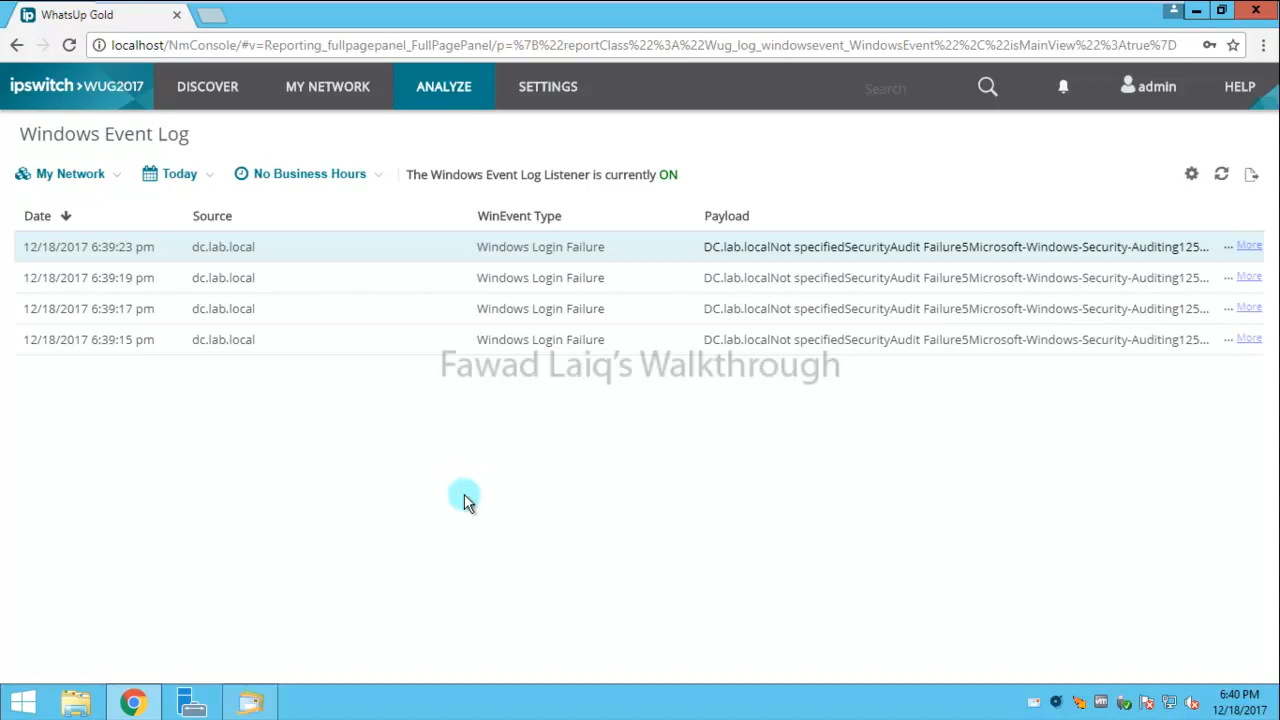 WhatsUp Gold
localhost/NmConsole/#v=Reporting_fullpagepanel_FullPagePanel/p=%7B%22reportClass%22%3A%22Wug_log_windowsevent_WindowsEvent%22%2C%22isMainView%22%3Atrue%7D
ipswitch WUG2017 DISCOVER MY NETWORK ANALYZE SETTINGS Search admin HELP
Windows Event Log
My Network Today No Business Hours The Windows Event Log Listener is currently ON
Date Source WinEvent Type Payload
12/18/2017 6:39:23 pm dc.lab.local Windows Login Failure DC.lab.localNot specifiedSecurityAudit Failure5Microsoft-Windows-Security-Auditing125... ... More
12/18/2017 6:39:19 pm dc.lab.local Windows Login Failure DC.lab.localNot specifiedSecurityAudit Failure5Microsoft-Windows-Security-Auditing125... ... More
12/18/2017 6:39:17 pm dc.lab.local Windows Login Failure DC.lab.localNot specifiedSecurityAudit Failure5Microsoft-Windows-Security-Auditing125... ... More
12/18/2017 6:39:15 pm dc.lab.local Windows Login Failure DC.lab.localNot specifiedSecurityAudit Failure5Microsoft-Windows-Security-Auditing125... ... More
Fawad Laiq's Walkthrough
6:40 PM
12/18/2017